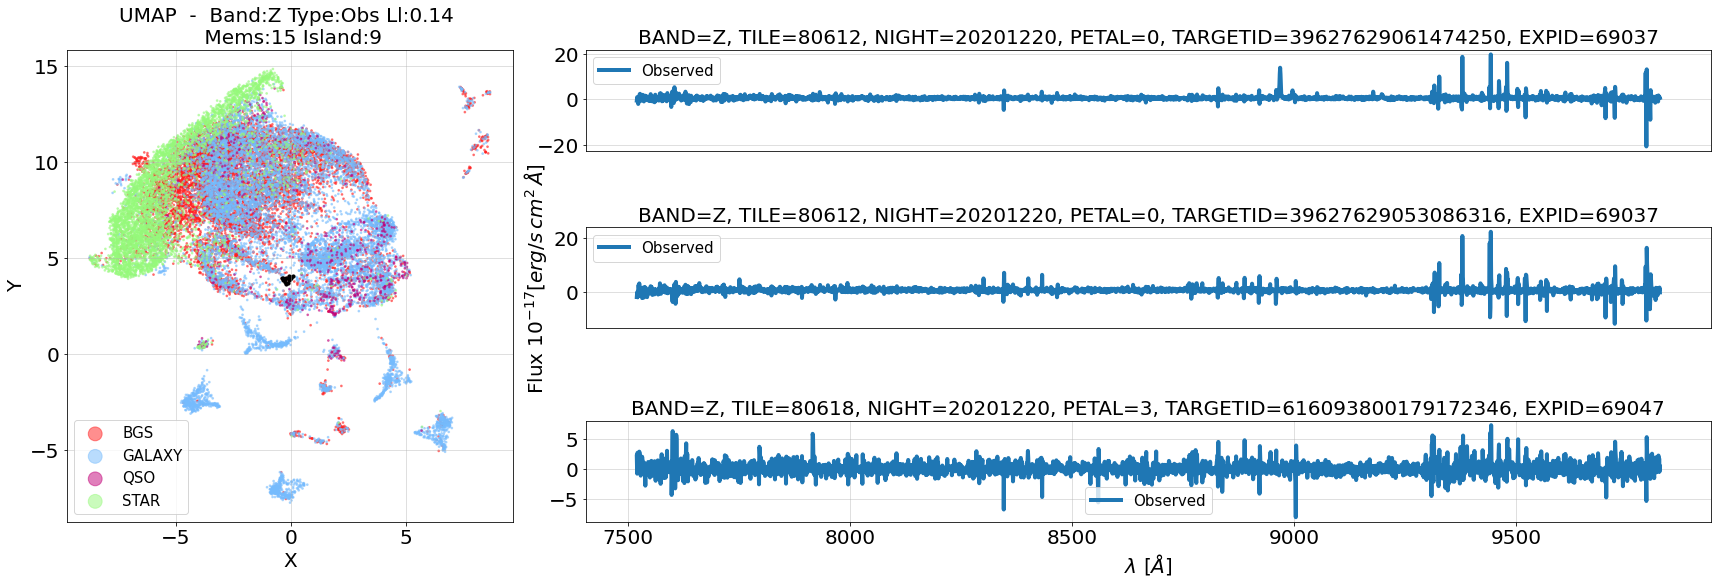 UMAP - Band:Z Type:Obs Ll:0.14
Mems:15 Island:9
15
10
5
0
−5
Y
−5
0
5
X
BGS
GALAXY
QSO
STAR
BAND=Z, TILE=80612, NIGHT=20201220, PETAL=0, TARGETID=39627629061474250, EXPID=69037
20
0
−20
Observed
BAND=Z, TILE=80612, NIGHT=20201220, PETAL=0, TARGETID=39627629053086316, EXPID=69037
20
0
Observed
Flux 10⁻¹⁷[erg/s cm² Å]
BAND=Z, TILE=80618, NIGHT=20201220, PETAL=3, TARGETID=616093800179172346, EXPID=69047
5
0
−5
Observed
7500
8000
8500
9000
9500
λ [Å]